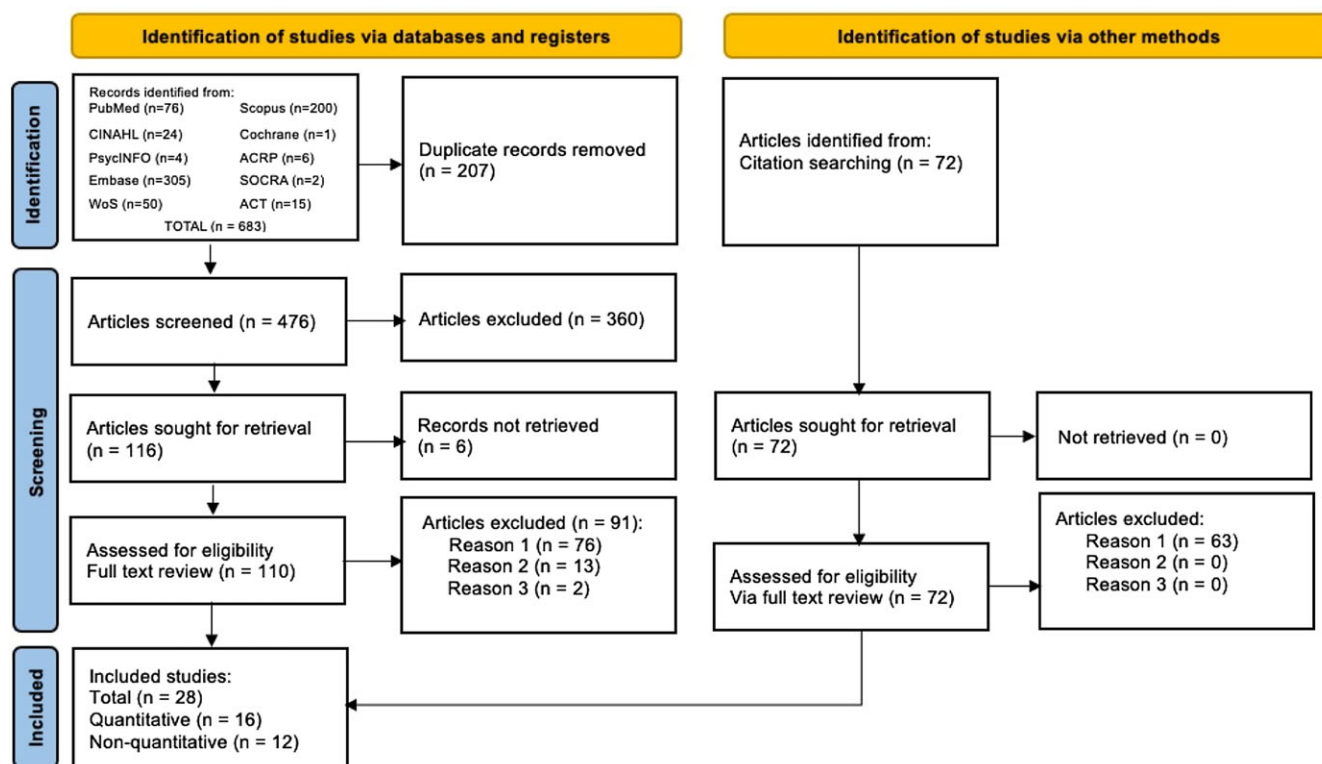 Identification of studies via databases and registers
Identification of studies via other methods
Identification
Records identified from:
PubMed (n=76) Scopus (n=200)
CINAHL (n=24) Cochrane (n=1)
PsycINFO (n=4) ACRP (n=6)
Embase (n=305) SOCRA (n=2)
WoS (n=50) ACT (n=15)
TOTAL (n = 683)
Duplicate records removed
(n = 207)
Articles identified from:
Citation searching (n = 72)
Screening
Articles screened (n = 476)
Articles excluded (n = 360)
Articles sought for retrieval
(n = 116)
Records not retrieved
(n = 6)
Articles sought for retrieval
(n = 72)
Not retrieved (n = 0)
Assessed for eligibility
Full text review (n = 110)
Articles excluded (n = 91):
Reason 1 (n = 76)
Reason 2 (n = 13)
Reason 3 (n = 2)
Assessed for eligibility
Via full text review (n = 72)
Articles excluded:
Reason 1 (n = 63)
Reason 2 (n = 0)
Reason 3 (n = 0)
Included
Included studies:
Total (n = 28)
Quantitative (n = 16)
Non-quantitative (n = 12)